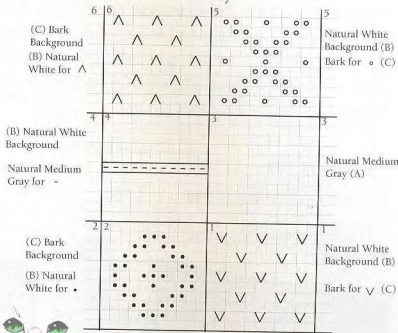 6 6 5 5
(C) Bark
Background
(B) Natural
White for Λ
Natural White
Background (B)
Bark for ∘ (C)
4 4 3 3
(B) Natural White
Background
Natural Medium
Gray for -
Natural Medium
Gray (A)
2 2 1 1
(C) Bark
Background
(B) Natural
White for •
Natural White
Background (B)
Bark for V (C)